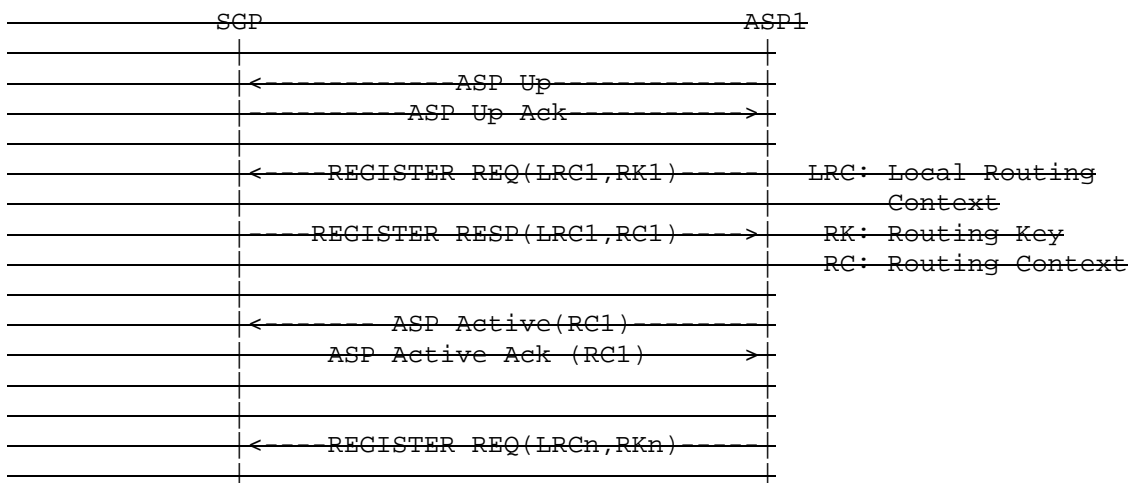 SGP ASP1
| |
|<------------ASP Up-------------|
|----------ASP Up Ack----------->|
| |
|<----REGISTER REQ(LRC1,RK1)-----| LRC: Local Routing
| | Context
|----REGISTER RESP(LRC1,RC1)---->| RK: Routing Key
| | RC: Routing Context
| |
|<------- ASP Active(RC1)--------|
| ASP Active Ack (RC1) >|
| |
| |
|<----REGISTER REQ(LRCn,RKn)-----|
| |